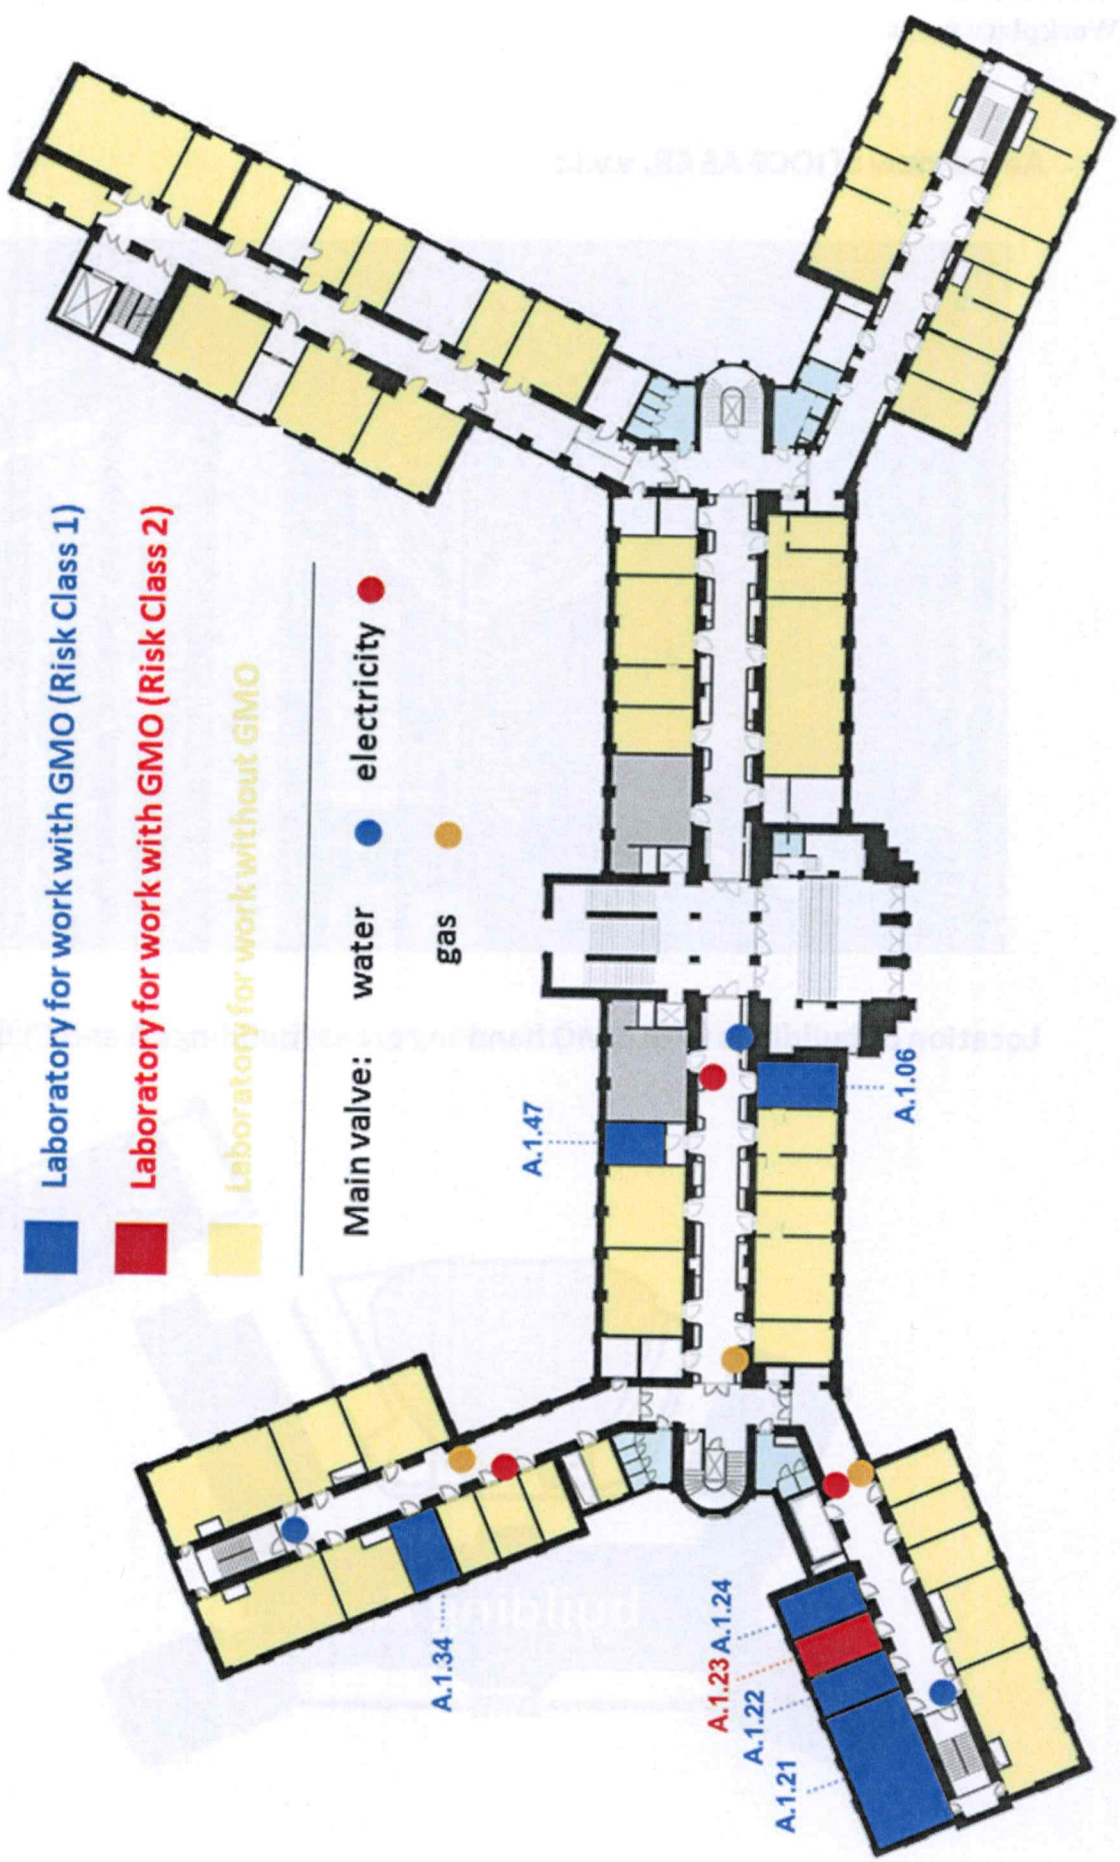 Laboratory for work with GMO (Risk Class 1)
Laboratory for work with GMO (Risk Class 2)
Laboratory for work without GMO
Main valve: water electricity
gas
A.1.47
A.1.06
A.1.34
A.1.24
A.1.23
A.1.22
A.1.21